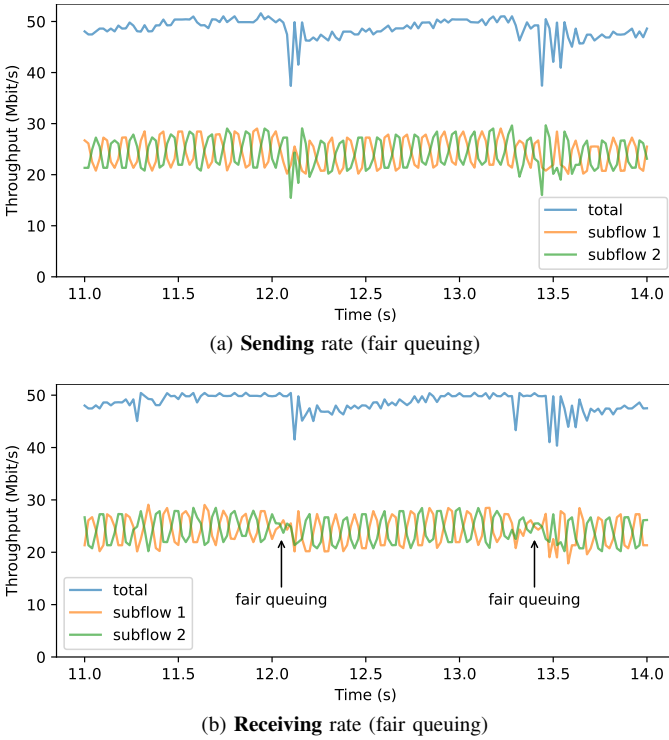 50
40
30
20
10
0
Throughput (Mbit/s)
total
subflow 1
subflow 2
11.0 11.5 12.0 12.5 13.0 13.5 14.0
Time (s)
(a) Sending rate (fair queuing)
50
40
30
20
10
0
Throughput (Mbit/s)
fair queuing fair queuing
total
subflow 1
subflow 2
11.0 11.5 12.0 12.5 13.0 13.5 14.0
Time (s)
(b) Receiving rate (fair queuing)